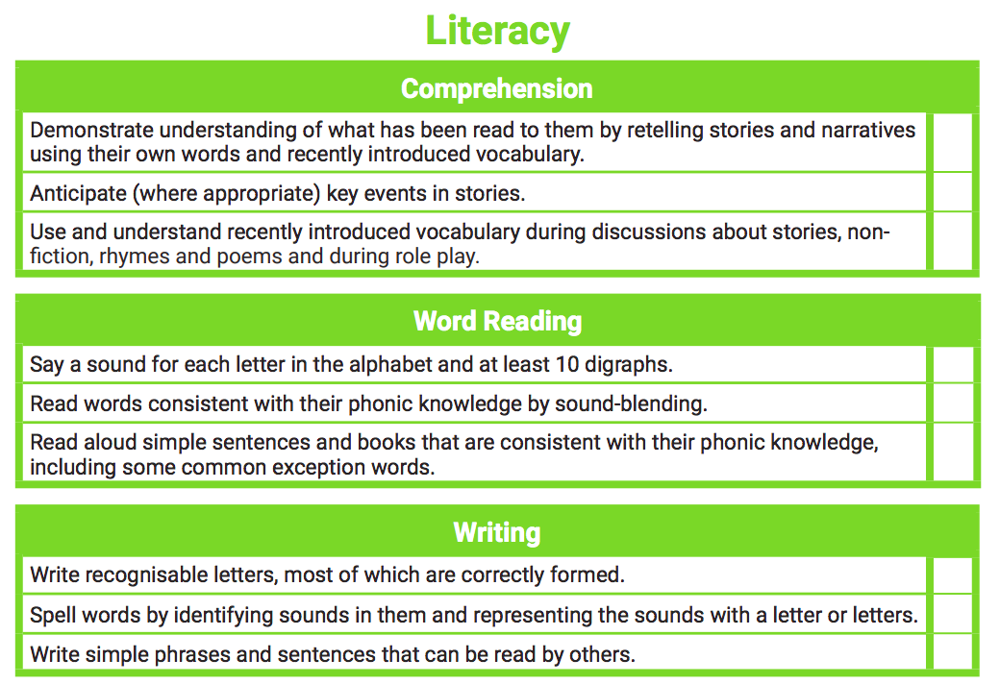 Literacy
Comprehension
Demonstrate understanding of what has been read to them by retelling stories and narratives
using their own words and recently introduced vocabulary.
Anticipate (where appropriate) key events in stories.
Use and understand recently introduced vocabulary during discussions about stories, non-
fiction, rhymes and poems and during role play.
Word Reading
Say a sound for each letter in the alphabet and at least 10 digraphs.
Read words consistent with their phonic knowledge by sound-blending.
Read aloud simple sentences and books that are consistent with their phonic knowledge,
including some common exception words.
Writing
Write recognisable letters, most of which are correctly formed.
Spell words by identifying sounds in them and representing the sounds with a letter or letters.
Write simple phrases and sentences that can be read by others.